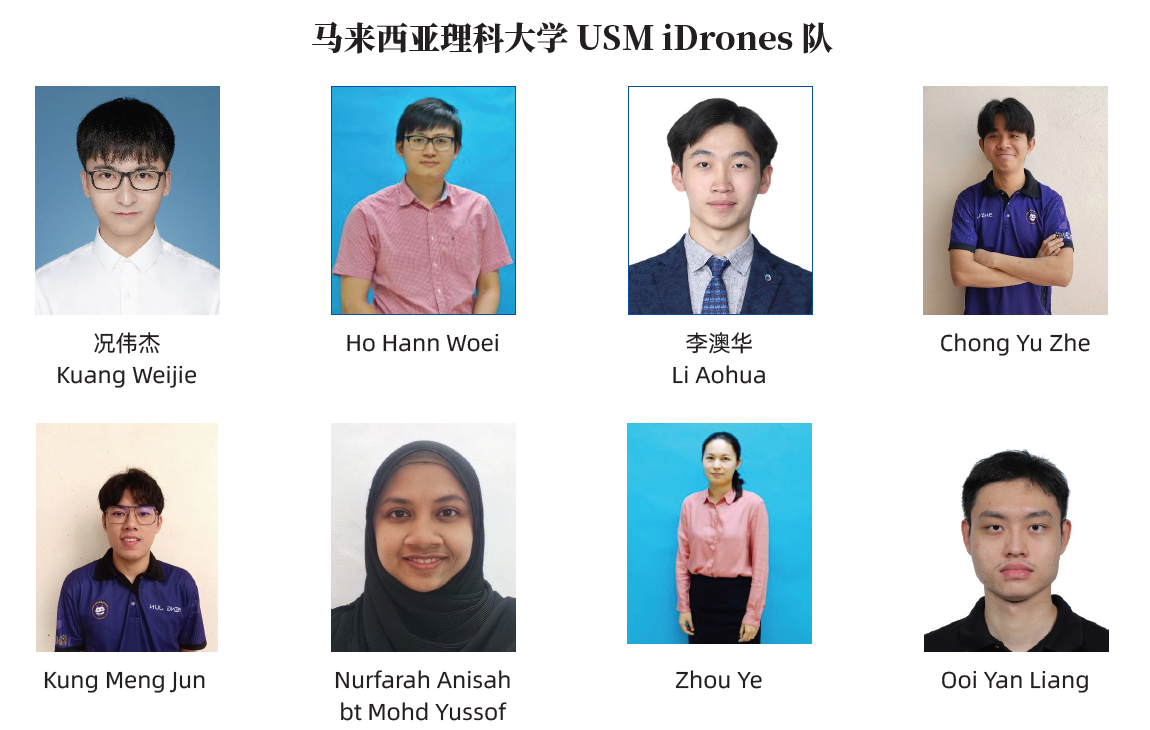 马来西亚理科大学 USM iDrones 队
况伟杰
Kuang Weijie
Ho Hann Woei
李澳华
Li Aohua
Chong Yu Zhe
Kung Meng Jun
Nurfarah Anisah
bt Mohd Yussof
Zhou Ye
Ooi Yan Liang